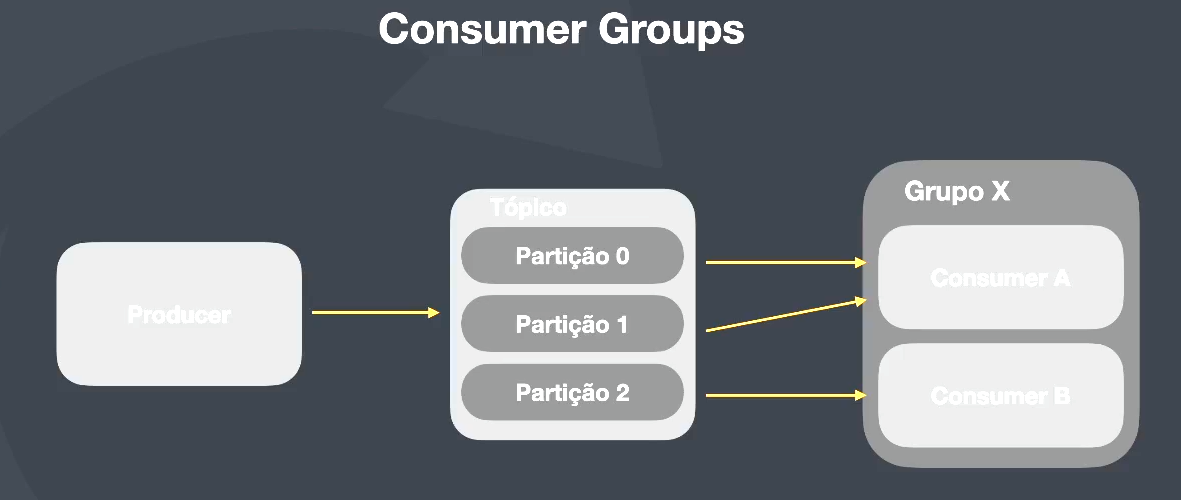 Consumer Groups
Producer
Tópico
Partição 0
Partição 1
Partição 2
Grupo X
Consumer A
Consumer B